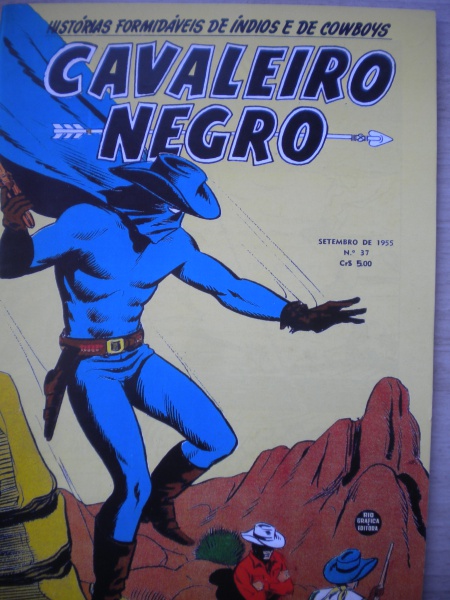 HISTÓRIAS FORMIDÁVEIS DE ÍNDIOS E DE COWBOYS
CAVALEIRO
NEGRO
SETEMBRO DE 1955
N.º 37
Cr$ 5,00
RIO
GRÁFICA
E
EDITORA